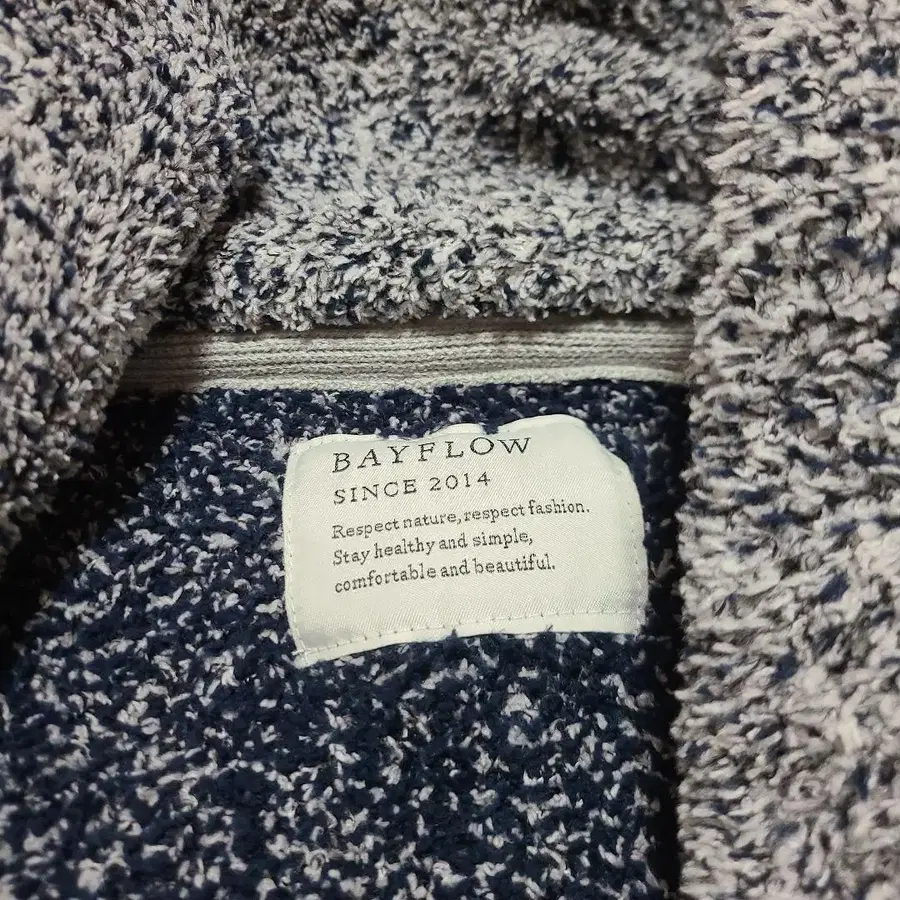 BAYFLOW
SINCE 2014
Respect nature, respect fashion.
Stay healthy and simple,
comfortable and beautiful.